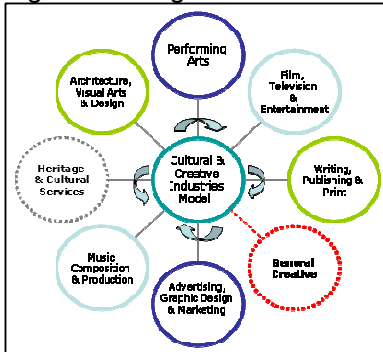 Performing
Arts
Architecture,
Visual Arts
& Design
Film,
Television
&
Entertainment
Heritage
& Cultural
Services
Cultural &
Creative
Industries
Model
Writing,
Publishing &
Print
Music
Composition
& Production
General
Creative
Advertising,
Graphic Design
& Marketing